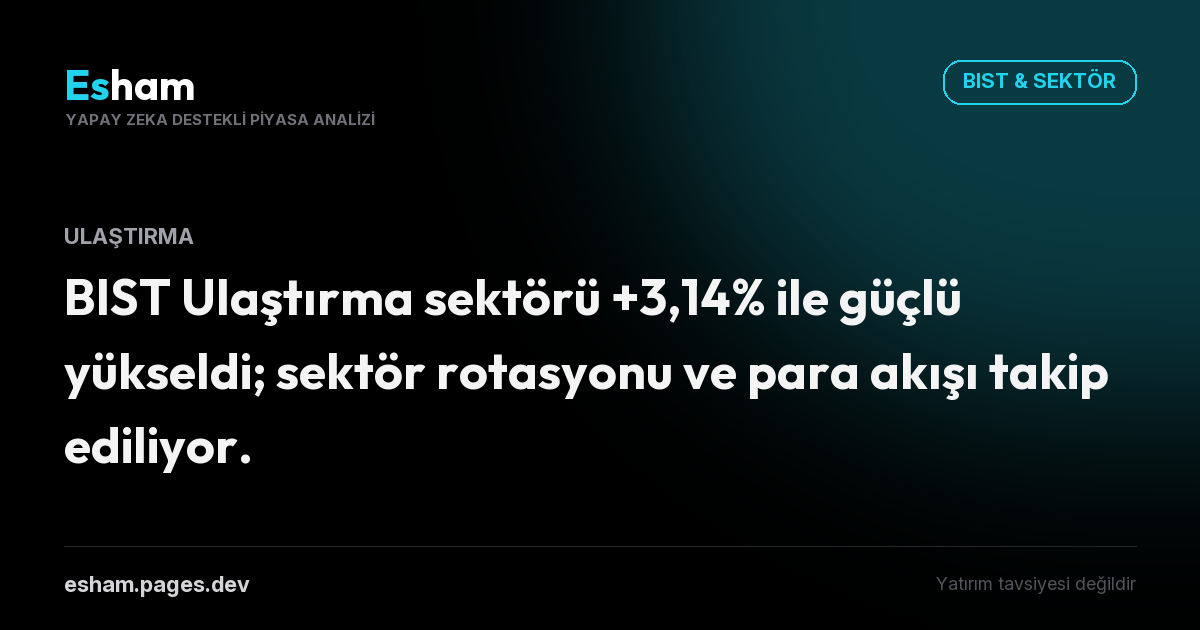 Esham
BIST & SEKTÖR
YAPAY ZEKA DESTEKLİ PİYASA ANALİZİ
ULAŞTIRMA
BIST Ulaştırma sektörü +3,14% ile güçlü
yükseldi; sektör rotasyonu ve para akışı takip
ediliyor.
esham.pages.dev
Yatırım tavsiyesi değildir